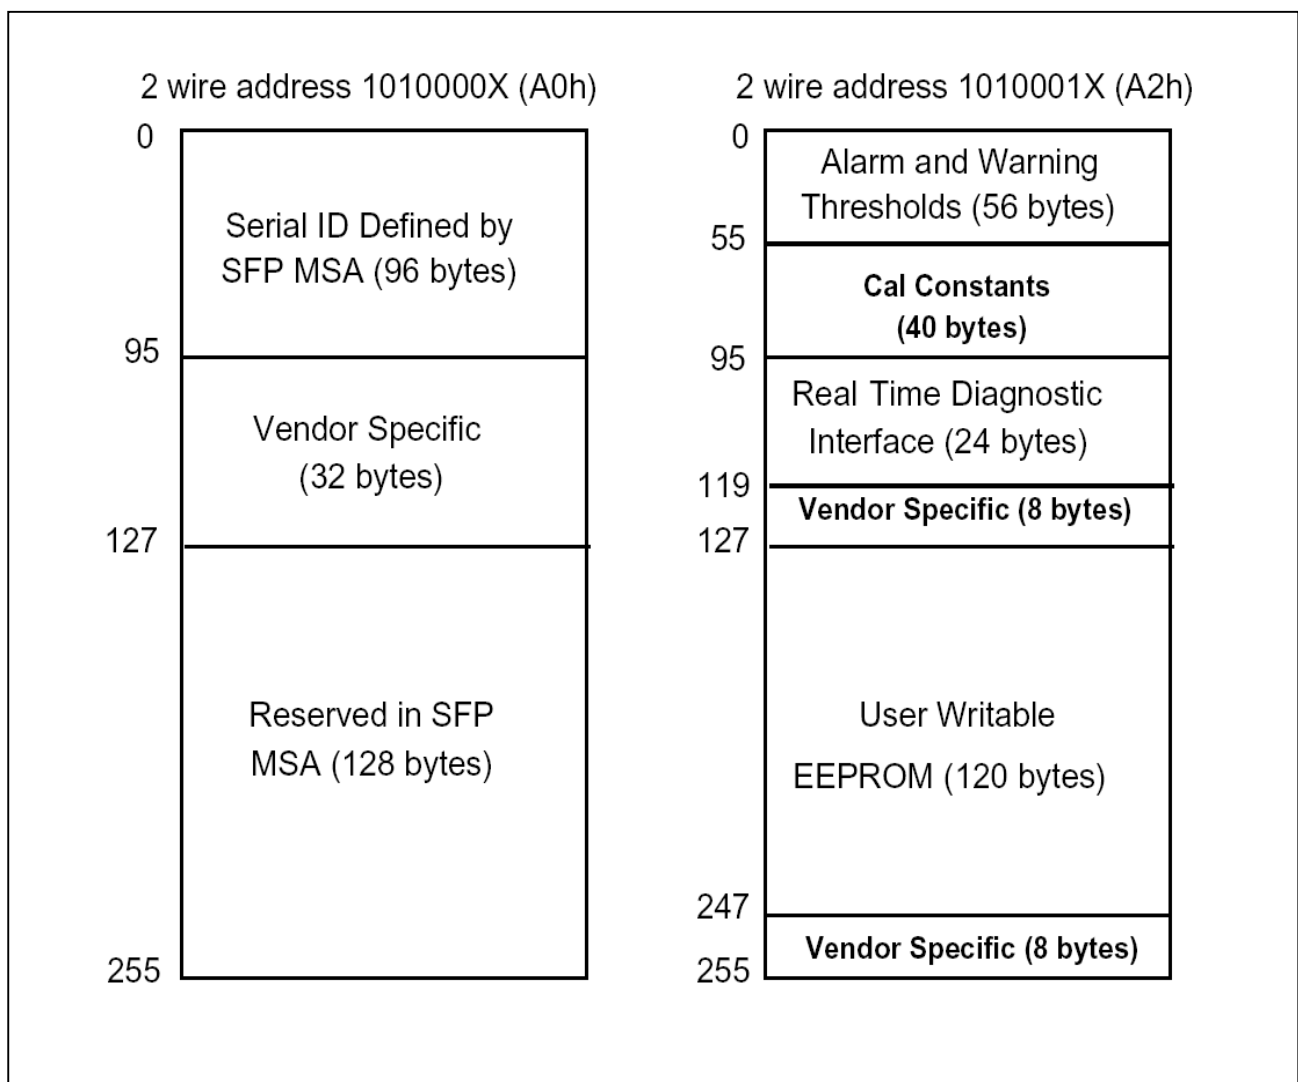 2 wire address 1010000X (A0h)
0
Serial ID Defined by
SFP MSA (96 bytes)
95
Vendor Specific
(32 bytes)
127
Reserved in SFP
MSA (128 bytes)
255
2 wire address 1010001X (A2h)
0
Alarm and Warning
Thresholds (56 bytes)
55
Cal Constants
(40 bytes)
95
Real Time Diagnostic
Interface (24 bytes)
119
Vendor Specific (8 bytes)
127
User Writable
EEPROM (120 bytes)
247
Vendor Specific (8 bytes)
255